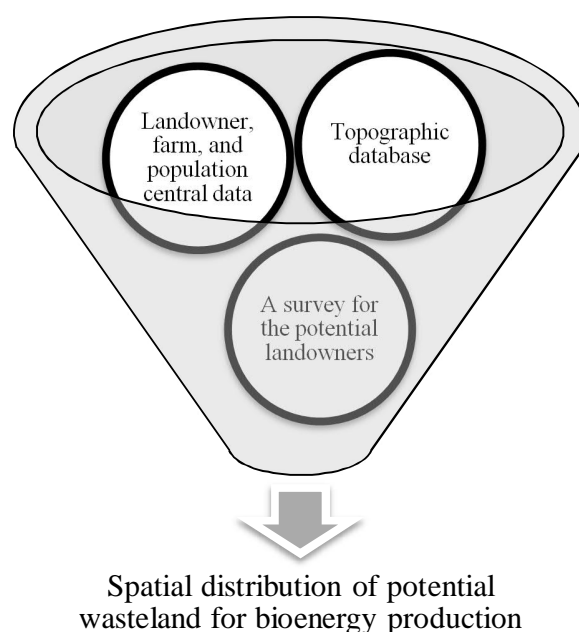 Landowner,
farm, and
population
central data
Topographic
database
A survey for
the potential
landowners
Spatial distribution of potential
wasteland for bioenergy production